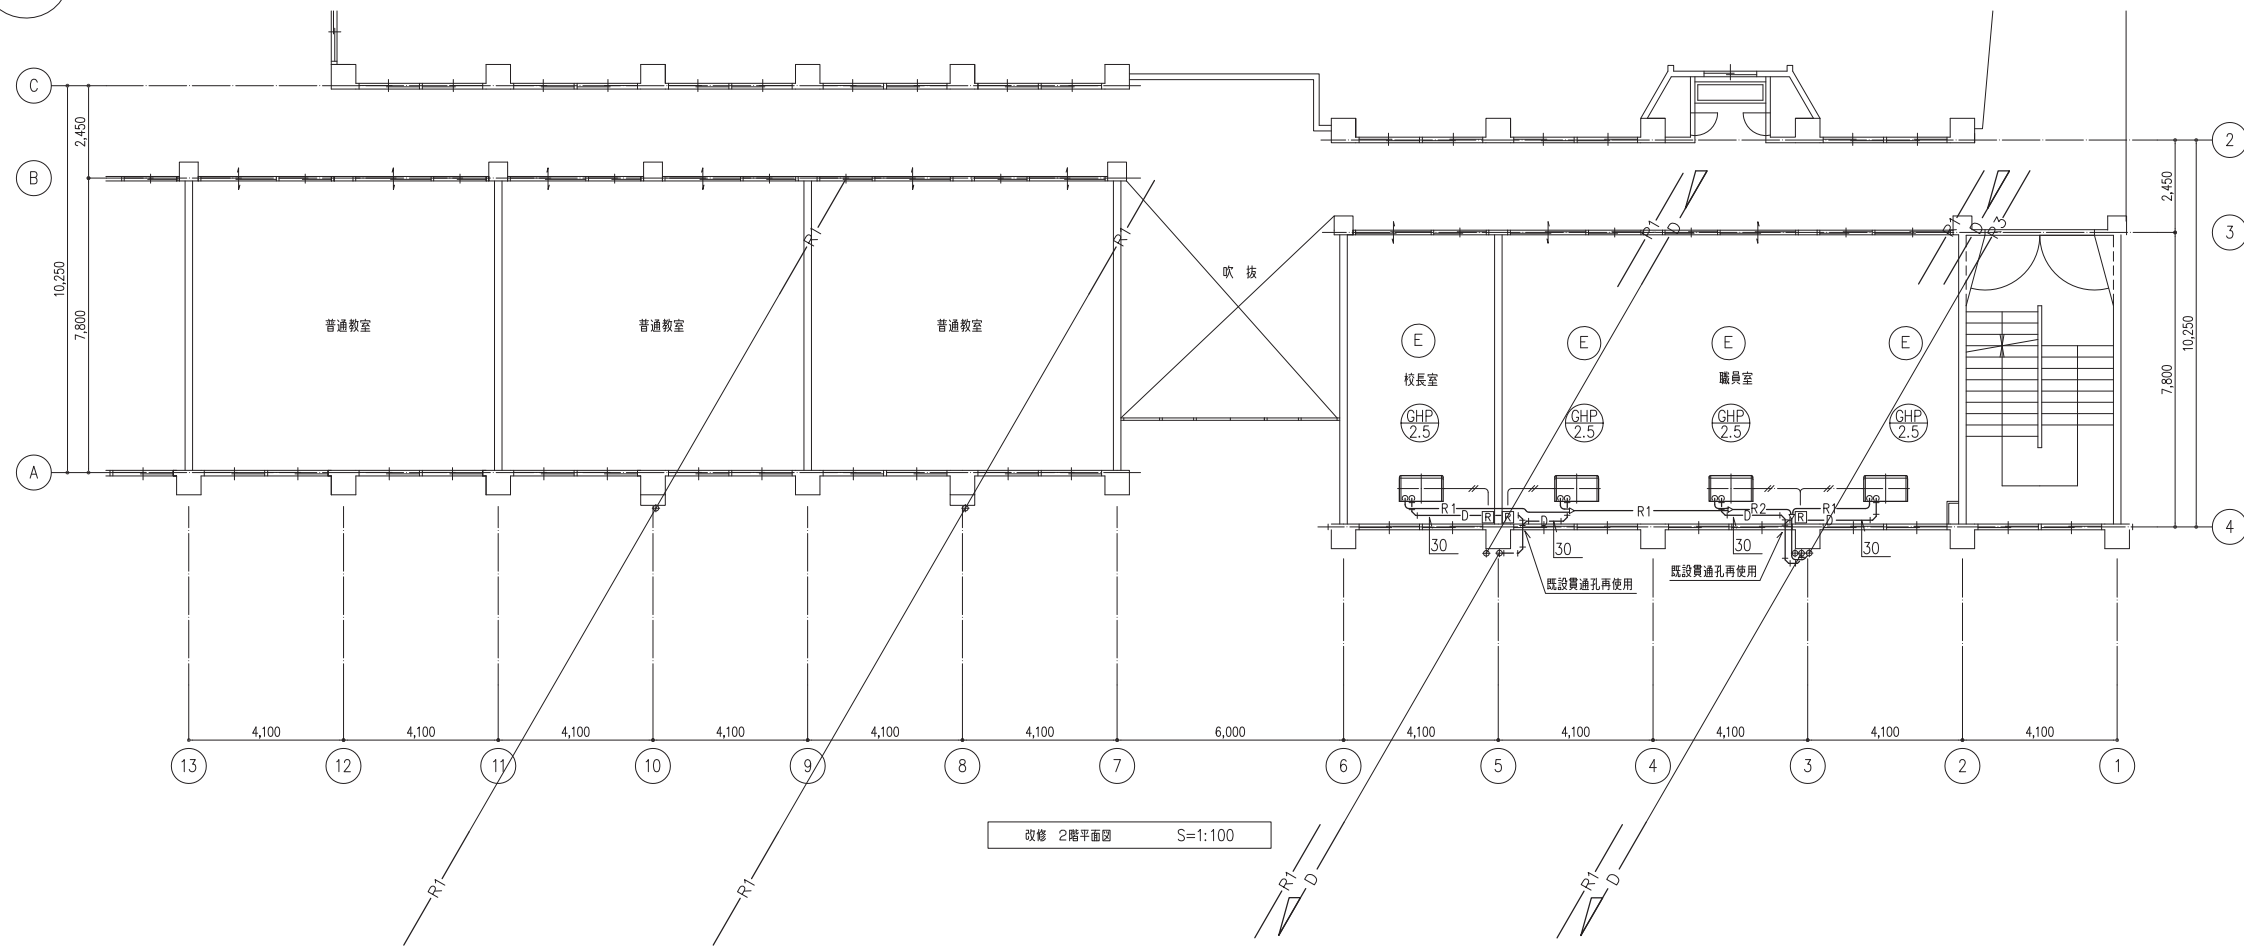 C
2,450
B
10,250
7,800
A
2
2,450
3
10,250
7,800
4
R1
R1
R1
D
R1
D
R3
吹 抜
普通教室
普通教室
普通教室
E
E
E
E
校長室
職員室
GHP
2.5
GHP
2.5
GHP
2.5
GHP
2.5
R1
D
R
R
D
R1
R2
D
R1
R
D
30
30
30
30
既設貫通孔再使用
既設貫通孔再使用
4,100 4,100 4,100 4,100 4,100 4,100 6,000 4,100 4,100 4,100 4,100 4,100
13 12 11 10 9 8 7 6 5 4 3 2 1
改修 2階平面図 S=1:100
R1
R1
R1
D
R1
D